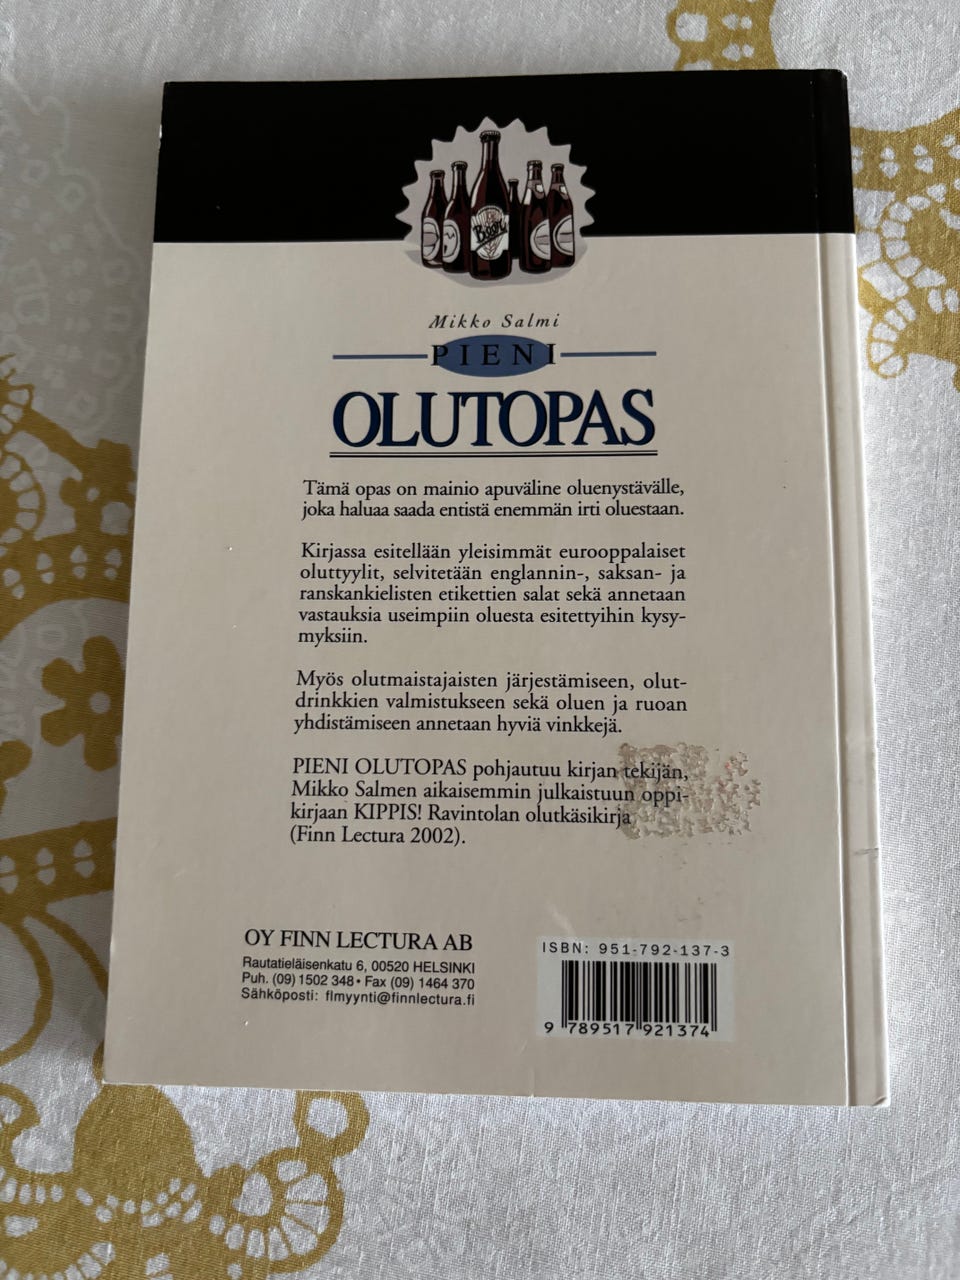 Beer
Mikko Salmi
PIENI
OLUTOPAS
Tämä opas on mainio apuväline oluenystävälle,
joka haluaa saada entistä enemmän irti oluestaan.
Kirjassa esitellään yleisimmät eurooppalaiset
oluttyylit, selvitetään englannin-, saksan- ja
ranskankielisten etikettien salat sekä annetaan
vastauksia useimpiin oluesta esitettyihin kysy-
myksiin.
Myös olutmaistajaisten järjestämiseen, olut-
drinkkien valmistukseen sekä oluen ja ruoan
yhdistämiseen annetaan hyviä vinkkejä.
PIENI OLUTOPAS pohjautuu kirjan tekijän,
Mikko Salmen aikaisemmin julkaistuun oppi-
kirjaan KIPPIS! Ravintolan olutkäsikirja
(Finn Lectura 2002).
OY FINN LECTURA AB
Rautatieläisenkatu 6, 00520 HELSINKI
Puh. (09) 1502 348 • Fax (09) 1464 370
Sähköposti: flmyynti@finnlectura.fi
ISBN: 951-792-137-3
9 789517 921374